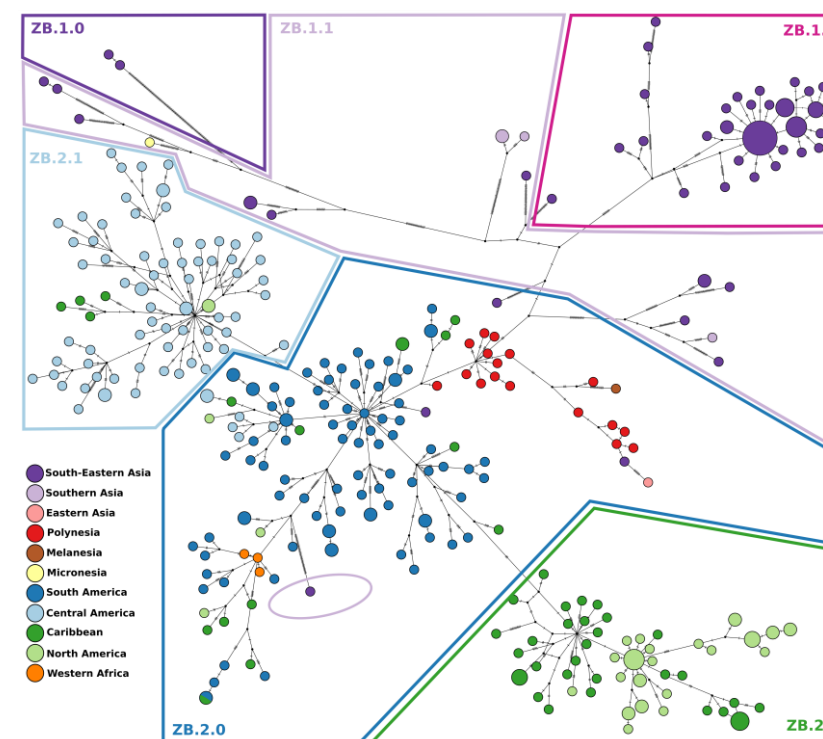 ZB.1.0
ZB.1.1
ZB.1.
ZB.2.1
South-Eastern Asia
Southern Asia
Eastern Asia
Polynesia
Melanesia
Micronesia
South America
Central America
Caribbean
North America
Western Africa
ZB.2.0
ZB.2